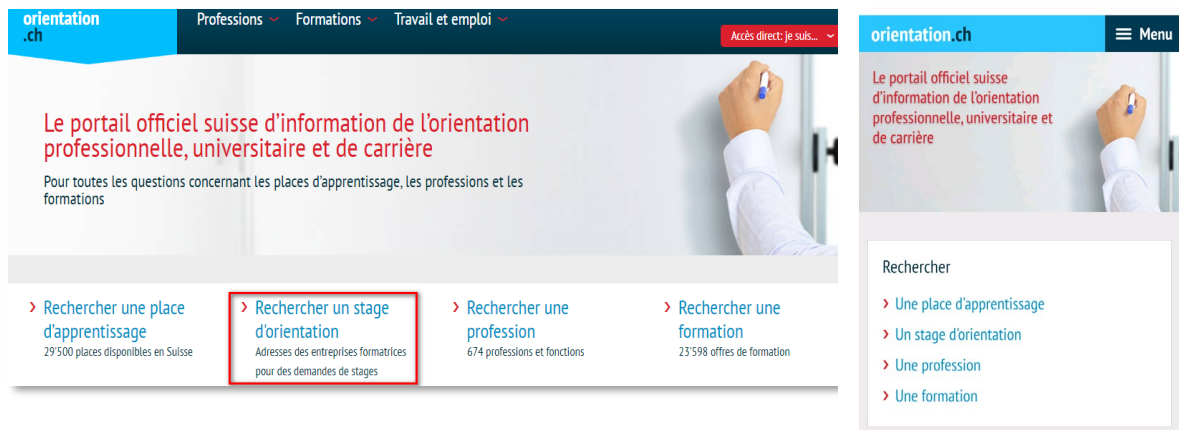 orientation
.ch
Professions
Formations
Travail et emploi
Accès direct: je suis...
Le portail officiel suisse d'information de l'orientation
professionnelle, universitaire et de carrière
Pour toutes les questions concernant les places d'apprentissage, les professions et les
formations
Rechercher une place
d'apprentissage
29'500 places disponibles en Suisse
Rechercher un stage
d'orientation
Adresses des entreprises formatrices
pour des demandes de stages
Rechercher une
profession
674 professions et fonctions
Rechercher une
formation
23'598 offres de formation
orientation.ch
Menu
Le portail officiel suisse
d'information de l'orientation
professionnelle, universitaire et
de carrière
Rechercher
Une place d'apprentissage
Un stage d'orientation
Une profession
Une formation